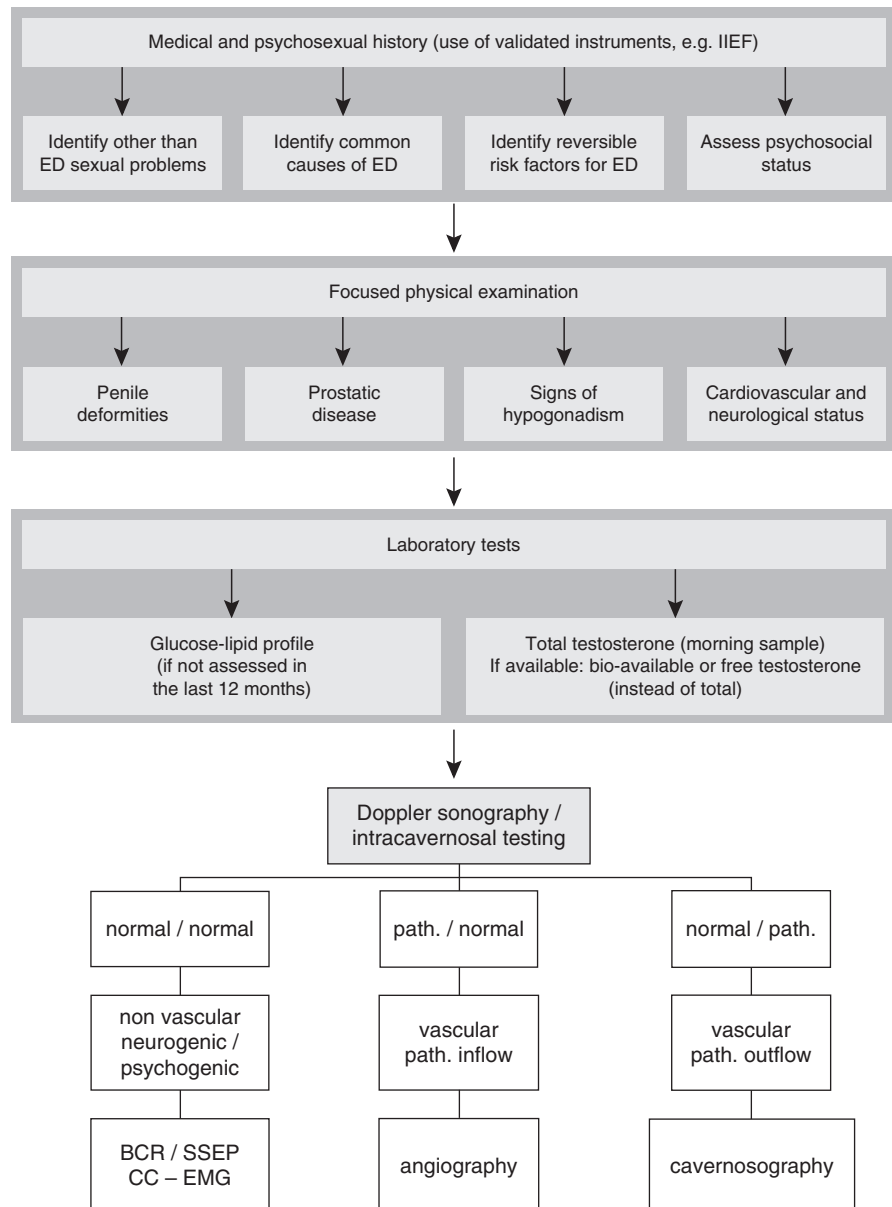 Medical and psychosexual history (use of validated instruments, e.g. IIEF)
Identify other than
ED sexual problems
Identify common
causes of ED
Identify reversible
risk factors for ED
Assess psychosocial
status
Focused physical examination
Penile
deformities
Prostatic
disease
Signs of
hypogonadism
Cardiovascular and
neurological status
Laboratory tests
Glucose-lipid profile
(if not assessed in
the last 12 months)
Total testosterone (morning sample)
If available: bio-available or free testosterone
(instead of total)
Doppler sonography /
intracavernosal testing
normal / normal
path. / normal
normal / path.
non vascular
neurogenic /
psychogenic
vascular
path. inflow
vascular
path. outflow
BCR / SSEP
CC – EMG
angiography
cavernosography